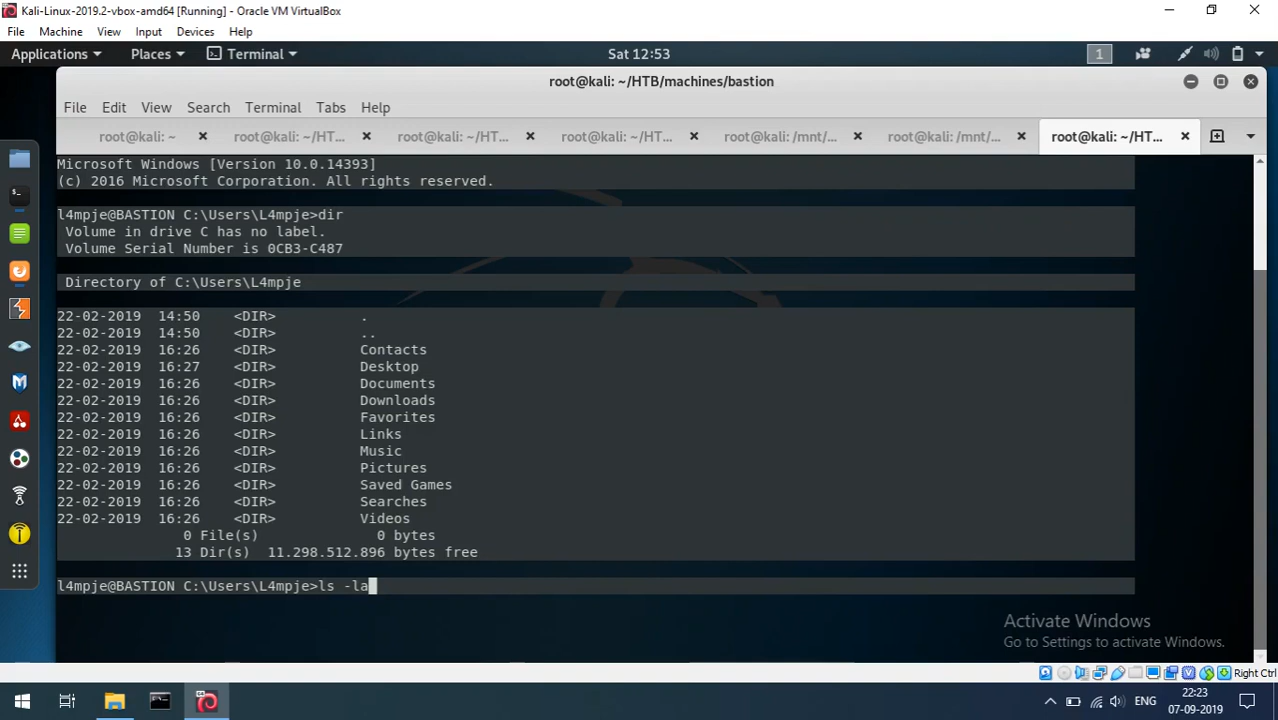 Kali-Linux-2019.2-vbox-amd64 [Running] - Oracle VM VirtualBox
File Machine View Input Devices Help
Applications Places Terminal Sat 12:53 1
root@kali: ~/HTB/machines/bastion
File Edit View Search Terminal Tabs Help
root@kali: ~ root@kali: ~/HT... root@kali: ~/HT... root@kali: ~/HT... root@kali: /mnt/... root@kali: /mnt/... root@kali: ~/HT...
Microsoft Windows [Version 10.0.14393]
(c) 2016 Microsoft Corporation. All rights reserved.
l4mpje@BASTION C:\Users\L4mpje>dir
Volume in drive C has no label.
Volume Serial Number is 0CB3-C487
Directory of C:\Users\L4mpje
22-02-2019 14:50 <DIR> .
22-02-2019 14:50 <DIR> ..
22-02-2019 16:26 <DIR> Contacts
22-02-2019 16:27 <DIR> Desktop
22-02-2019 16:26 <DIR> Documents
22-02-2019 16:26 <DIR> Downloads
22-02-2019 16:26 <DIR> Favorites
22-02-2019 16:26 <DIR> Links
22-02-2019 16:26 <DIR> Music
22-02-2019 16:26 <DIR> Pictures
22-02-2019 16:26 <DIR> Saved Games
22-02-2019 16:26 <DIR> Searches
22-02-2019 16:26 <DIR> Videos
0 File(s) 0 bytes
13 Dir(s) 11.298.512.896 bytes free
l4mpje@BASTION C:\Users\L4mpje>ls -la
Activate Windows
Go to Settings to activate Windows.
Right Ctrl
ENG 22:23
07-09-2019